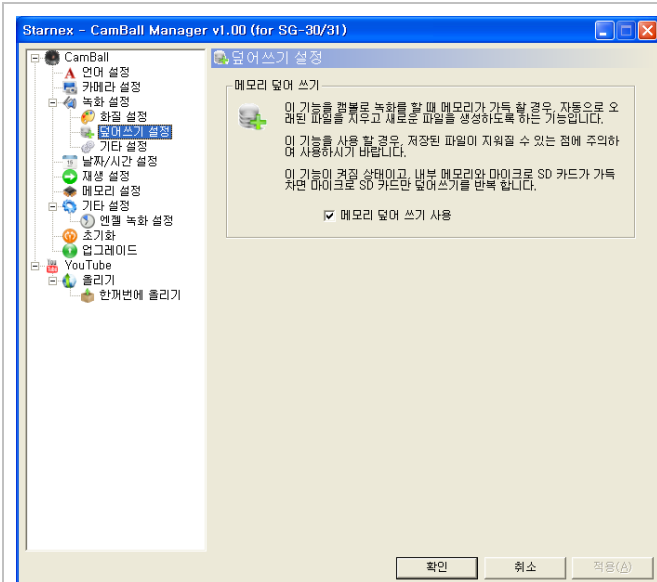 Starnex - CamBall Manager v1.00 (for SG-30/31)
CamBall
언어 설정
카메라 설정
녹화 설정
화질 설정
덮어쓰기 설정
기타 설정
날짜/시간 설정
재생 설정
메모리 설정
기타 설정
엔젤 녹화 설정
초기화
업그레이드
YouTube
올리기
한꺼번에 올리기
덮어쓰기 설정
메모리 덮어 쓰기
이 기능을 캠볼로 녹화를 할 때 메모리가 가득 할 경우, 자동으로 오
래된 파일을 지우고 새로운 파일을 생성하도록 하는 기능입니다.
이 기능을 사용 할 경우, 저장된 파일이 지워질 수 있는 점에 주의하
여 사용하시기 바랍니다.
이 기능이 켜질 상태이고, 내부 메모리와 마이크로 SD 카드가 가득
차면 마이크로 SD 카드만 덮어쓰기를 반복 합니다.
메모리 덮어 쓰기 사용
확인
취소
적용(A)